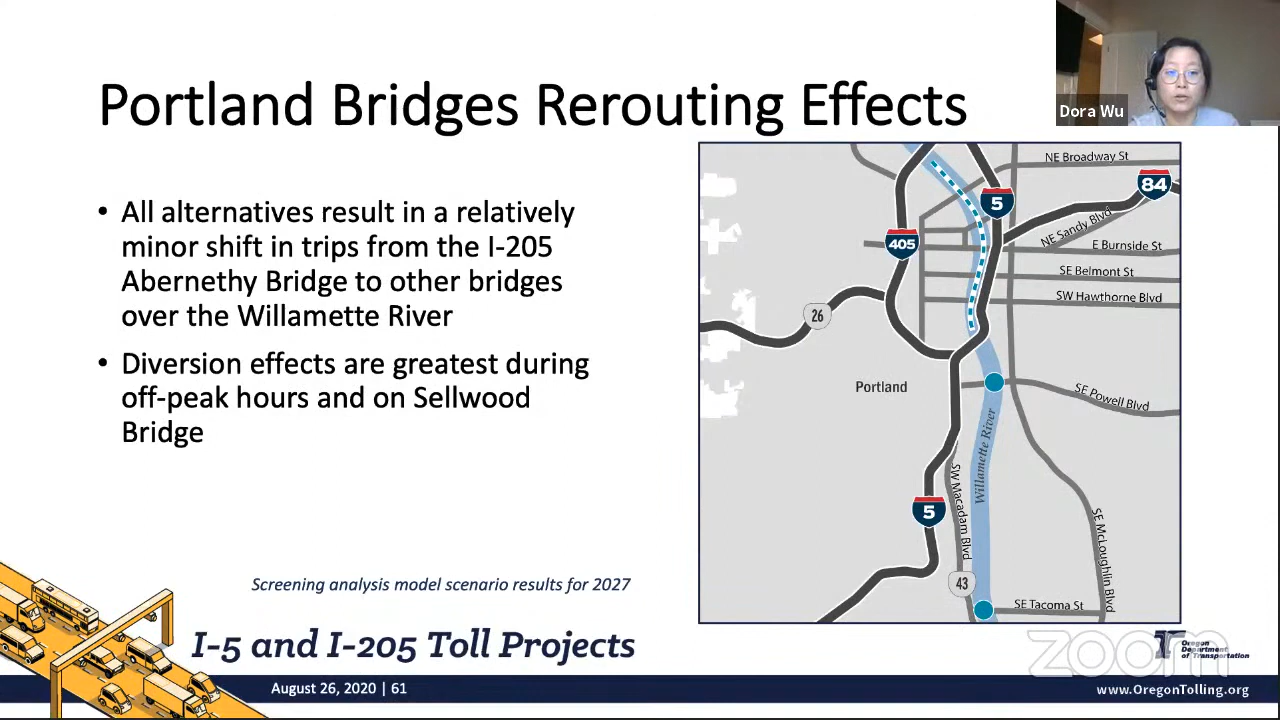 Portland Bridges Rerouting Effects
Dora Wu
• All alternatives result in a relatively
minor shift in trips from the I-205
Abernethy Bridge to other bridges
over the Willamette River
• Diversion effects are greatest during
off-peak hours and on Sellwood
Bridge
NE Broadway St
84
5
NE Sandy Blvd
405
E Burnside St
SE Belmont St
SW Hawthorne Blvd
26
Portland
SE Powell Blvd
Willamette River
SW Macadam Blvd
5
SE McLoughlin Blvd
43
SE Tacoma St
Screening analysis model scenario results for 2027
I-5 and I-205 Toll Projects
zoom
Oregon
Department
of Transportation
August 26, 2020 | 61
www.OregonTolling.org